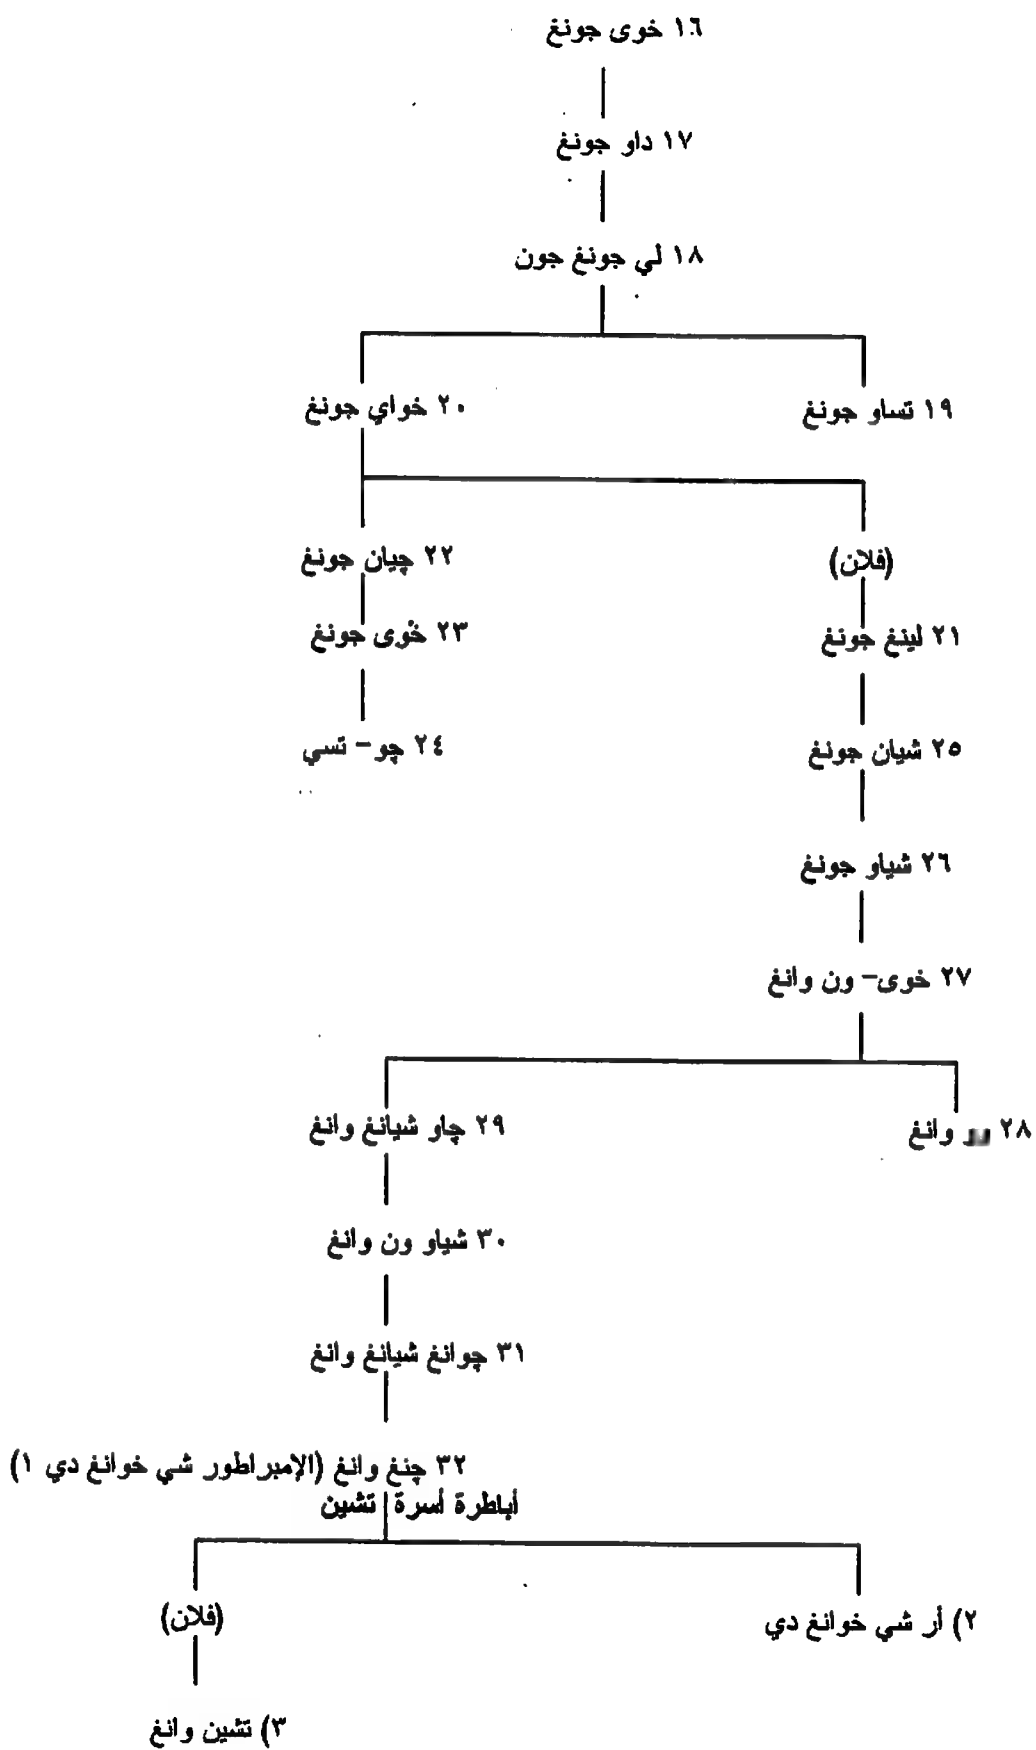 ١٦ خوى جونغ
١٧ داو جونغ
١٨ لي جونغ جون
١٩ تساو جونغ
٢٠ خواي جونغ
(فلان)
٢٢ چيان جونغ
٢١ لينغ جونغ
٢٣ خوى جونغ
٢٥ شيان جونغ
٢٤ چو- تسي
٢٦ شياو جونغ
٢٧ خوى- ون وانغ
٢٨ وانغ
٢٩ چاو شيانغ وانغ
٣٠ شياو ون وانغ
٣١ چوانغ شيانغ وانغ
٣٢ چنغ وانغ (الإمبراطور شي خوانغ دي ١)
أباطرة أسرة تشين
٢) أر شي خوانغ دي
(فلان)
٣) تشين وانغ